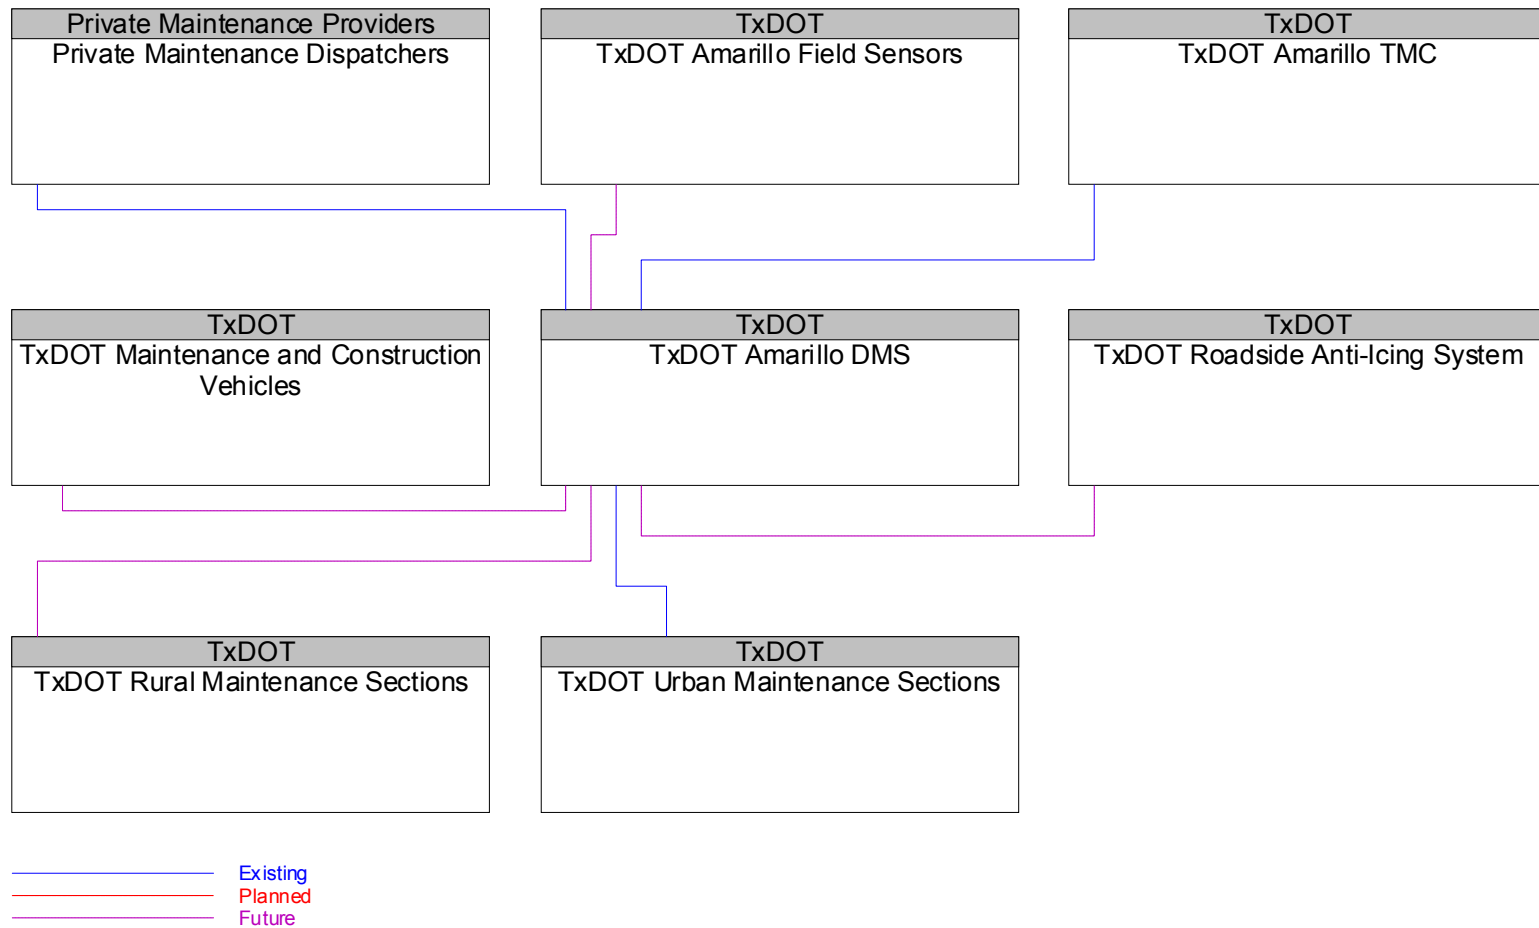 Private Maintenance Providers
Private Maintenance Dispatchers
TxDOT
TxDOT Amarillo Field Sensors
TxDOT
TxDOT Amarillo TMC
TxDOT
TxDOT Maintenance and Construction
Vehicles
TxDOT
TxDOT Amarillo DMS
TxDOT
TxDOT Roadside Anti-Icing System
TxDOT
TxDOT Rural Maintenance Sections
TxDOT
TxDOT Urban Maintenance Sections
Existing
Planned
Future